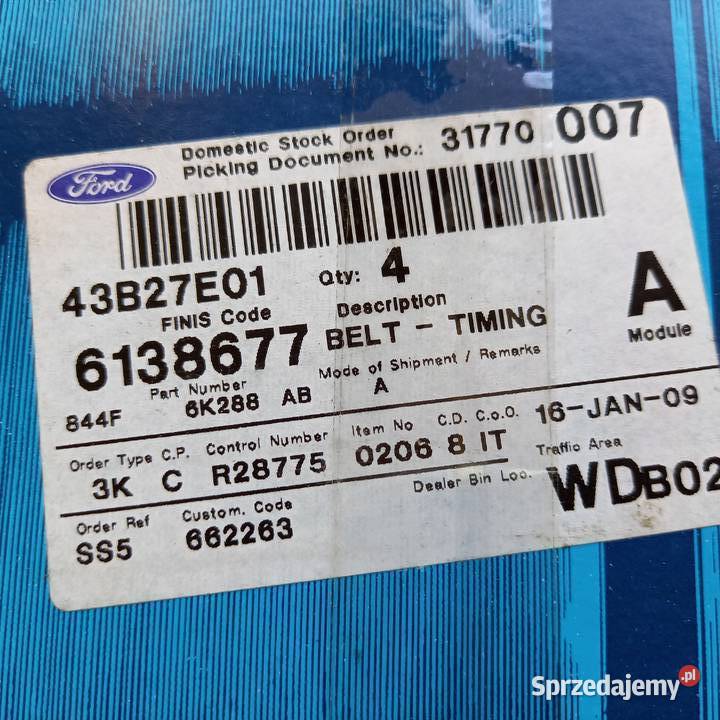 Ford
Domestic Stock Order
Picking Document No.: 31770 007
43B27E01 Qty: 4
FINIS Code Description
6138677 BELT - TIMING
A
Module
Part Number Mode of Shipment / Remarks
844F 6K288 AB A
Order Type C.P. Control Number Item No C.D. C.o.O. 16-JAN-09
3K C R28775 0206 8 IT Traffic Area
Order Ref Custom. Code Dealer Bin Loc. WDB02
SS5 662263
Sprzedajemy.pl